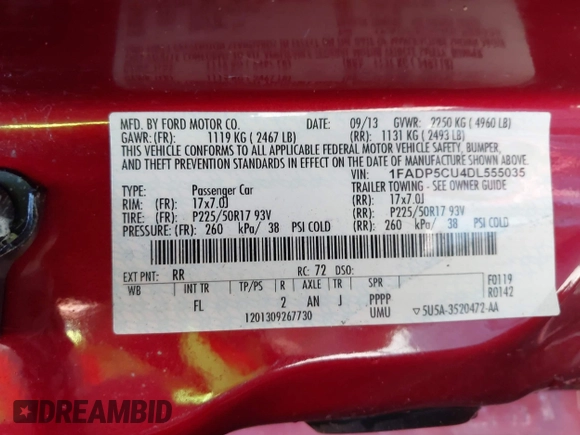 MFD. BY FORD MOTOR CO. DATE: 09/13 GVWR: 2250 KG ( 4960 LB)
GAWR: (FR): 1119 KG ( 2467 LB) (RR): 1131 KG ( 2493 LB)
THIS VEHICLE CONFORMS TO ALL APPLICABLE FEDERAL MOTOR VEHICLE SAFETY, BUMPER,
AND THEFT PREVENTION STANDARDS IN EFFECT ON THE DATE OF MANUFACTURE SHOWN ABOVE.
VIN: 1FADP5CU4DL555035
TYPE: Passenger Car TRAILER TOWING - SEE OWNER GUIDE
RIM: (FR): 17x7.0J (RR): 17x7.0J
TIRE: (FR): P225/50R17 93V (RR): P225/50R17 93V
PRESSURE: (FR): 260 kPa/ 38 PSI COLD (RR): 260 kPa/ 38 PSI COLD
EXT PNT: RR RC: 72 DSO: F0119
WB INT TR TP/PS R AXLE TR SPR R0142
FL 2 AN J PPPP
1201309267730 UMU ▽5U5A-3520472-AA
DREAMBID